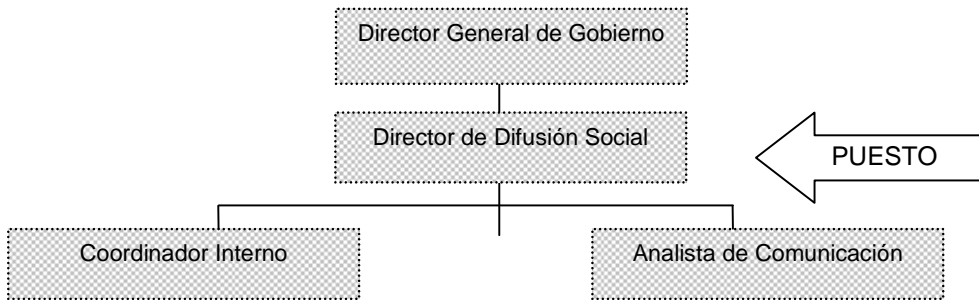 Director General de Gobierno
Director de Difusión Social
PUESTO
Coordinador Interno
Analista de Comunicación